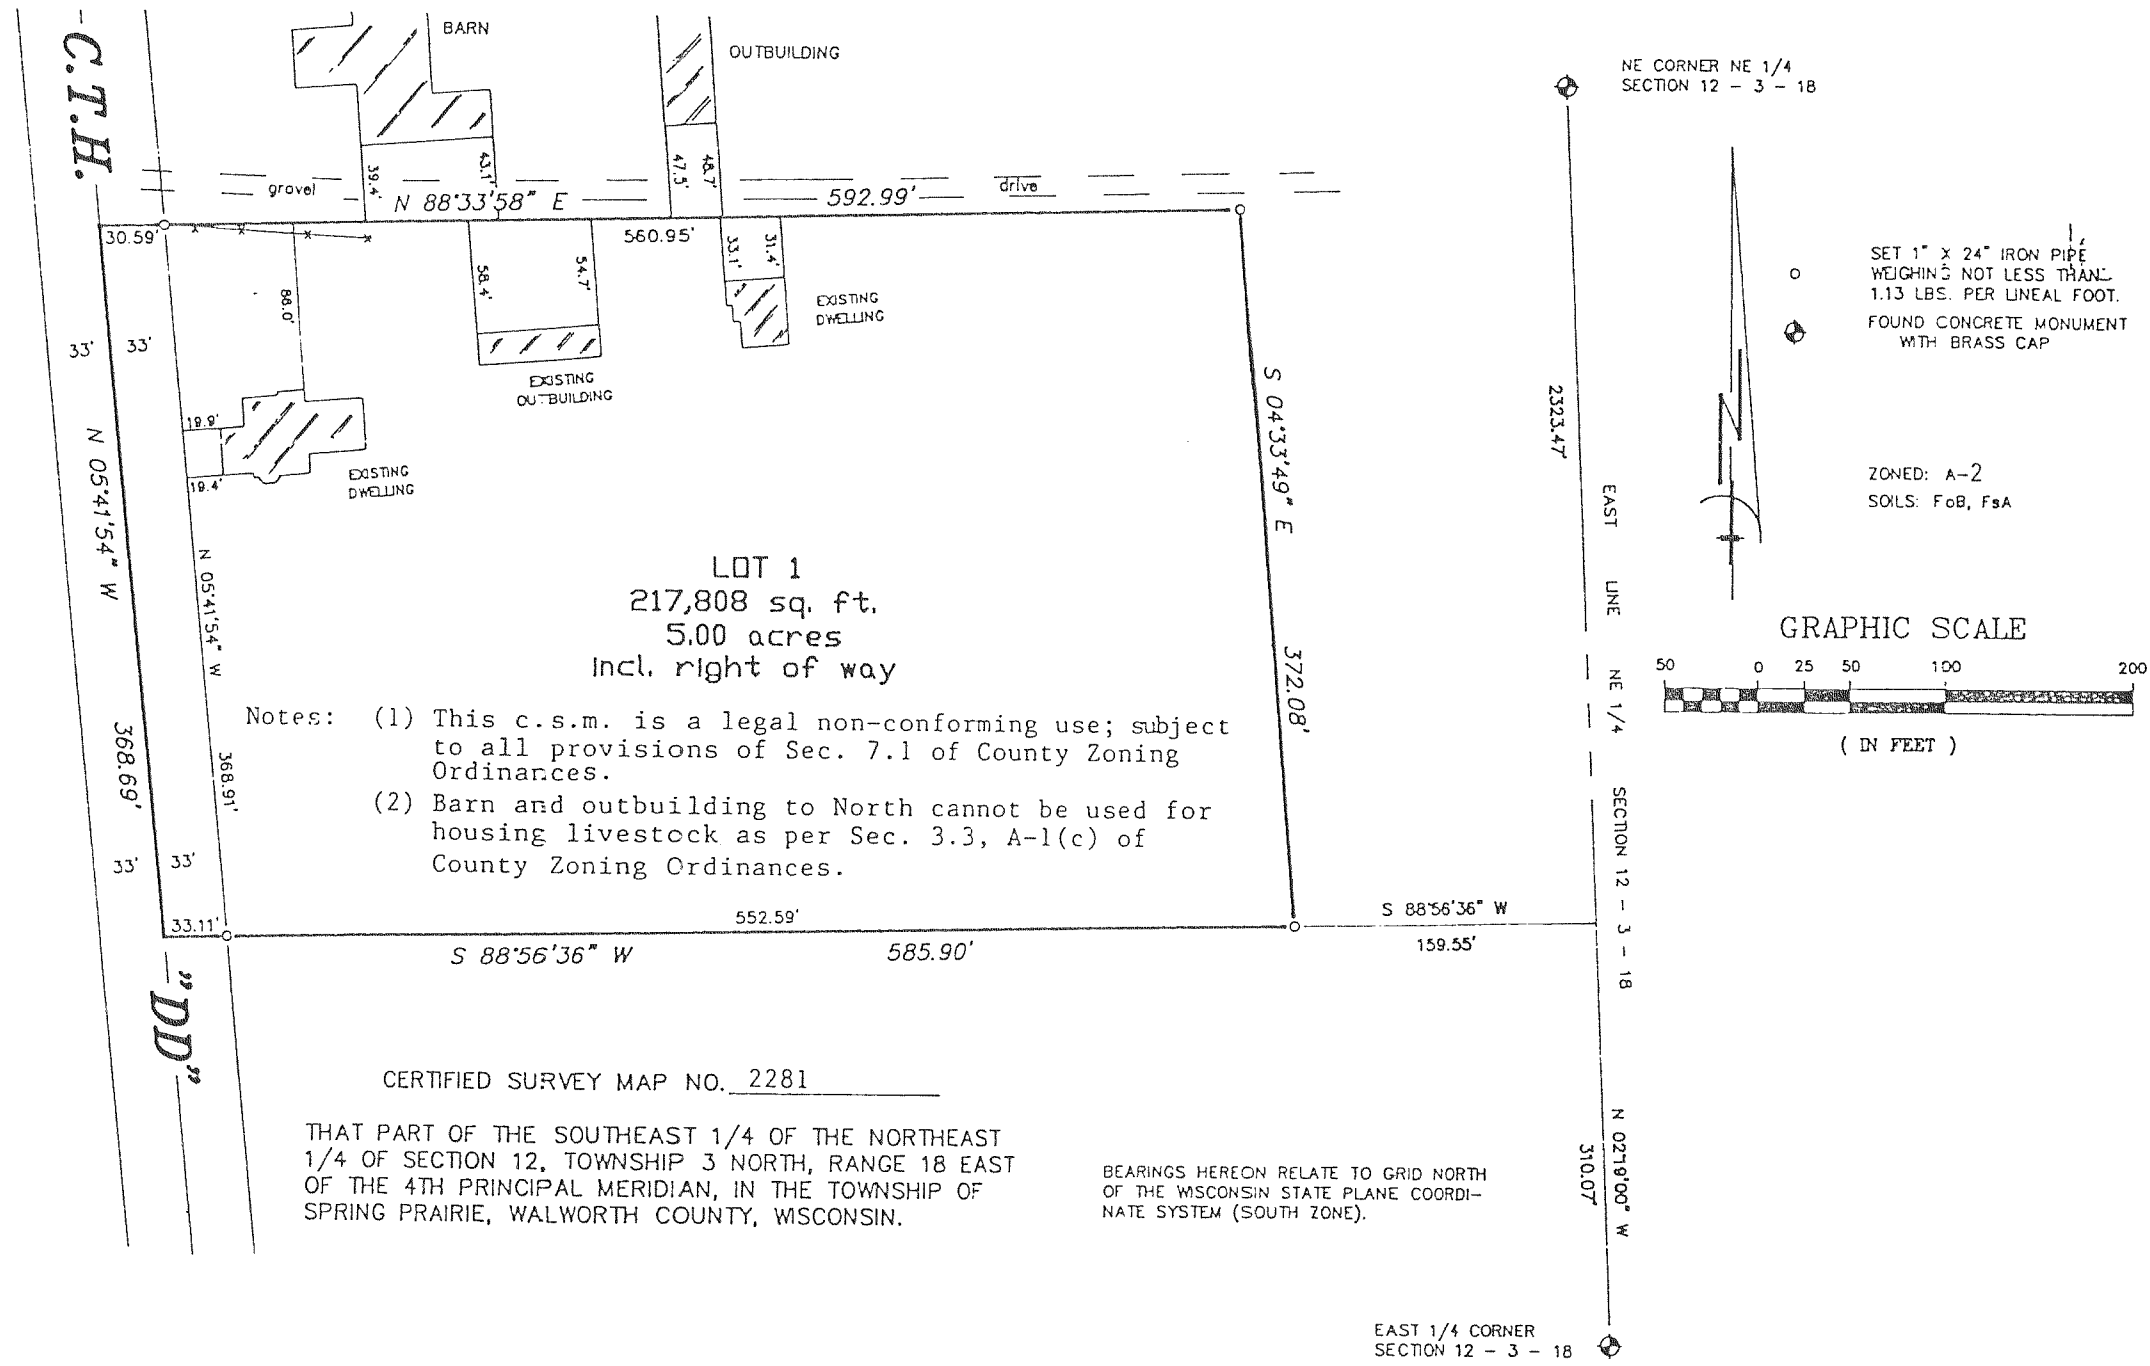 C.T.H.
BARN
OUTBUILDING
NE CORNER NE 1/4
SECTION 12 - 3 - 18
39.4'
43.1'
47.5'
48.7'
gravel
drive
N 88°33'58" E
592.99'
30.59'
560.95'
86.0'
58.4'
54.7'
33.1'
31.4'
EXISTING
DWELLING
EXISTING
OUTBUILDING
33'
33'
19.9'
19.4'
EXISTING
DWELLING
N 05°41'54" W
368.69'
N 05°41'54" W
368.91'
S 04°33'49" E
372.08'
2323.47'
EAST LINE NE 1/4 SECTION 12 - 3 - 18
SET 1" X 24" IRON PIPE
WEIGHING NOT LESS THAN
1.13 LBS. PER LINEAL FOOT.
FOUND CONCRETE MONUMENT
WITH BRASS CAP
N
ZONED: A-2
SOILS: FoB, FsA
LOT 1
217,808 sq. ft.
5.00 acres
incl. right of way
GRAPHIC SCALE
50 0 25 50 100 200
( IN FEET )
Notes: (1) This c.s.m. is a legal non-conforming use; subject
to all provisions of Sec. 7.1 of County Zoning
Ordinances.
(2) Barn and outbuilding to North cannot be used for
housing livestock as per Sec. 3.3, A-1(c) of
County Zoning Ordinances.
33'
33'
33.11'
552.59'
S 88°56'36" W
585.90'
S 88°56'36" W
159.55'
"DD"
CERTIFIED SURVEY MAP NO. 2281
THAT PART OF THE SOUTHEAST 1/4 OF THE NORTHEAST
1/4 OF SECTION 12, TOWNSHIP 3 NORTH, RANGE 18 EAST
OF THE 4TH PRINCIPAL MERIDIAN, IN THE TOWNSHIP OF
SPRING PRAIRIE, WALWORTH COUNTY, WISCONSIN.
BEARINGS HEREON RELATE TO GRID NORTH
OF THE WISCONSIN STATE PLANE COORDI-
NATE SYSTEM (SOUTH ZONE).
N 02°19'00" W
310.07'
EAST 1/4 CORNER
SECTION 12 - 3 - 18